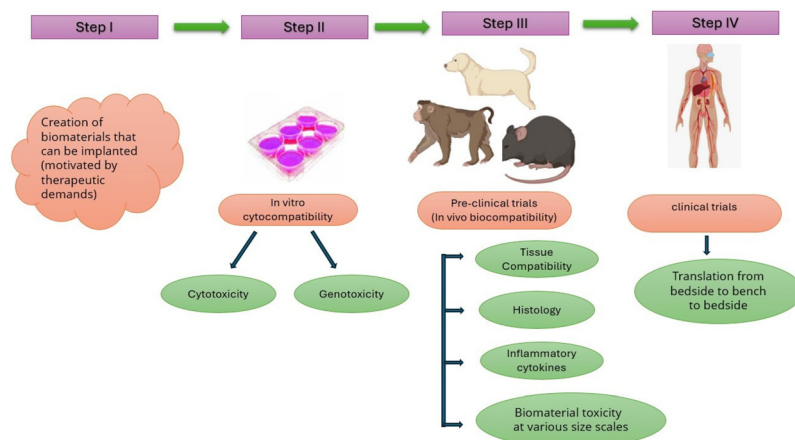 Step I
Step II
Step III
Step IV
Creation of
biomaterials that
can be implanted
(motivated by
therapeutic
demands)
In vitro
cytocompatibility
Cytotoxicity
Genotoxicity
Pre-clinical trials
(In vivo biocompatibility)
Tissue
Compatibility
Histology
Inflammatory
cytokines
Biomaterial toxicity
at various size scales
clinical trials
Translation from
bedside to bench
to bedside